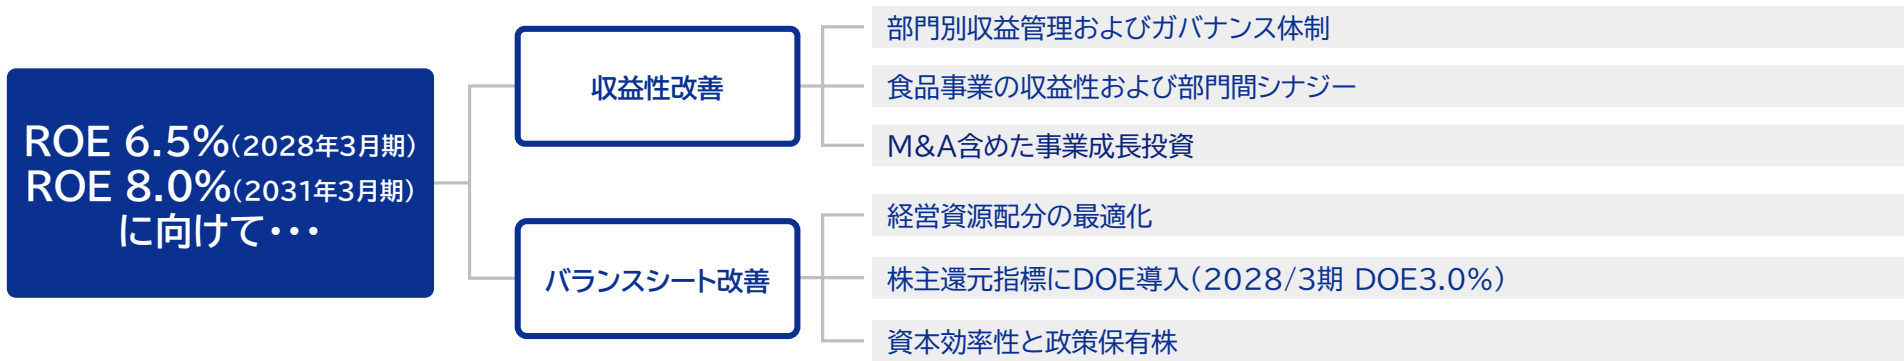 ROE 6.5%(2028年3月期)
ROE 8.0%(2031年3月期)
に向けて・・・
収益性改善
部門別収益管理およびガバナンス体制
食品事業の収益性および部門間シナジー
M&A含めた事業成長投資
バランスシート改善
経営資源配分の最適化
株主還元指標にDOE導入(2028/3期 DOE3.0%)
資本効率性と政策保有株